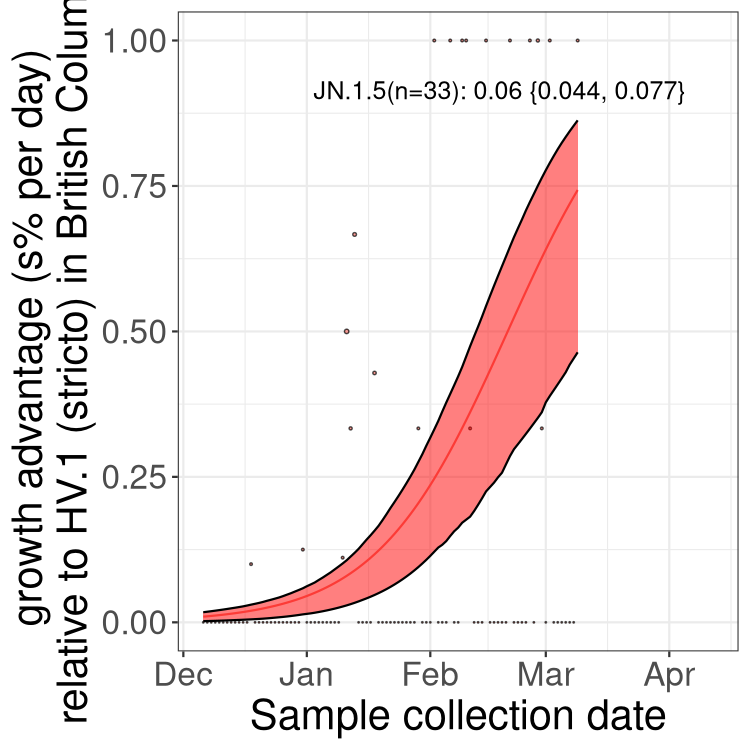 growth advantage (s% per day)
relative to HV.1 (stricto) in British Colum
1.00
0.75
0.50
0.25
0.00
JN.1.5(n=33): 0.06 {0.044, 0.077}
Dec Jan Feb Mar Apr
Sample collection date